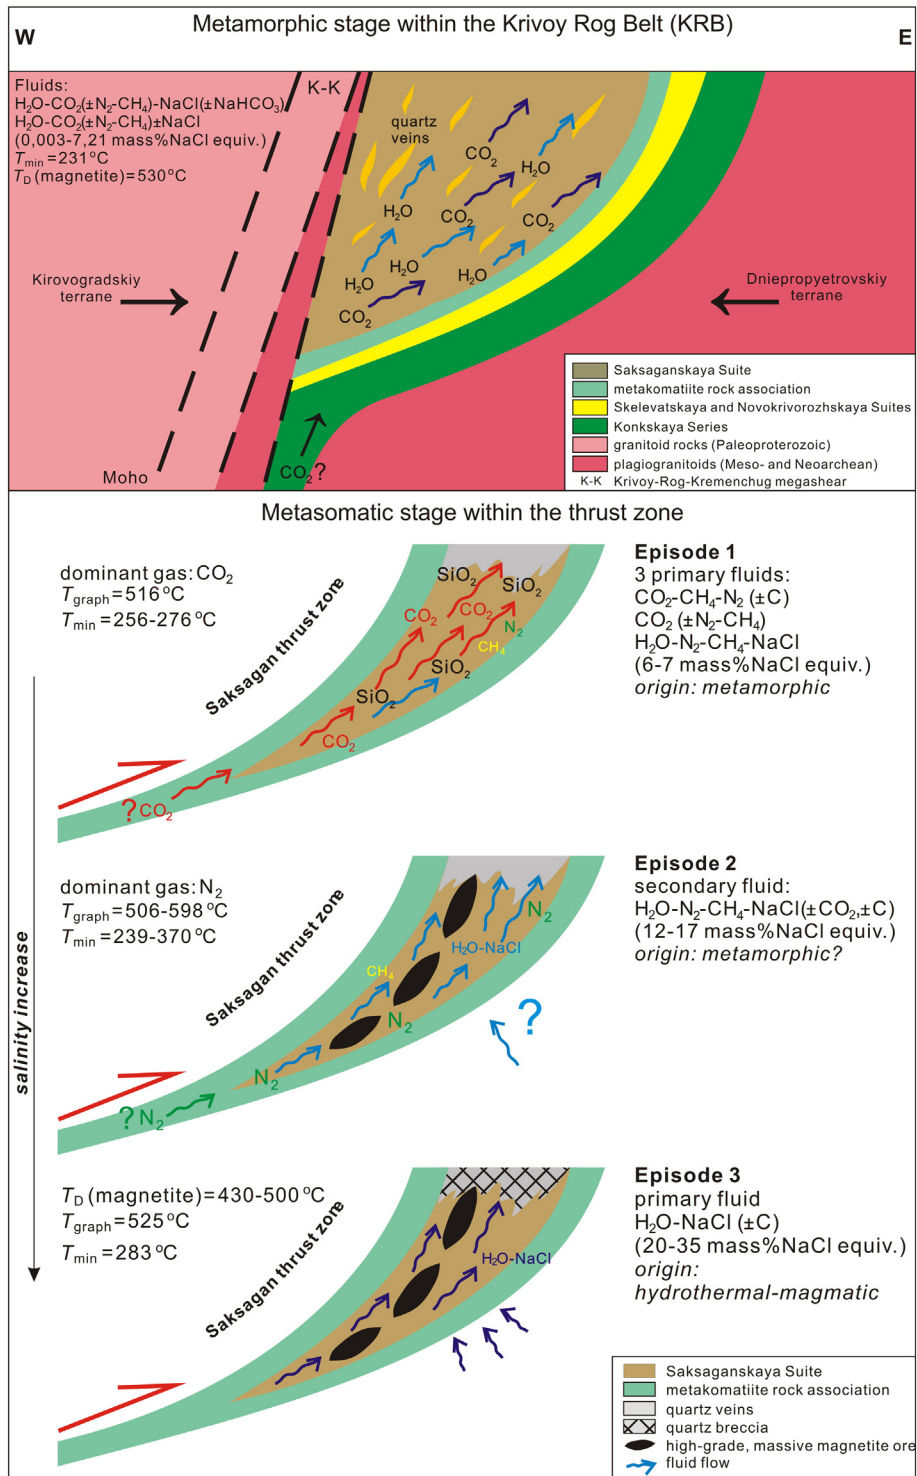 Metamorphic stage within the Krivoy Rog Belt (KRB)
W
E
Fluids:
H₂O-CO₂(±N₂-CH₄)-NaCl(±NaHCO₃)
H₂O-CO₂(±N₂-CH₄)±NaCl
(0,003-7,21 mass%NaCl equiv.)
Tmin=231°C
TD(magnetite)=530°C
K-K
quartz
veins
CO₂
H₂O
H₂O
CO₂
CO₂
H₂O
H₂O
H₂O
CO₂
Kirovogradskiy
terrane
Dniepropyetrovskiy
terrane
Moho
CO₂?
Saksaganskaya Suite
metakomatiite rock association
Skelevatskaya and Novokrivorozhskaya Suites
Konkskaya Series
granitoid rocks (Paleoproterozoic)
plagiogranitoids (Meso- and Neoarchean)
K-K Krivoy-Rog-Kremenchug megashear
Metasomatic stage within the thrust zone
dominant gas: CO₂
Tgraph=516°C
Tmin=256-276°C
Saksagan thrust zone
SiO₂
SiO₂
CO₂
CO₂
N₂
CH₄
SiO₂
SiO₂
CO₂
?CO₂
Episode 1
3 primary fluids:
CO₂-CH₄-N₂ (±C)
CO₂ (±N₂-CH₄)
H₂O-N₂-CH₄-NaCl
(6-7 mass%NaCl equiv.)
origin: metamorphic
salinity increase
dominant gas: N₂
Tgraph=506-598°C
Tmin=239-370°C
Saksagan thrust zone
N₂
H₂O-NaCl
CH₄
N₂
N₂
?N₂
?
Episode 2
secondary fluid:
H₂O-N₂-CH₄-NaCl(±CO₂,±C)
(12-17 mass%NaCl equiv.)
origin: metamorphic?
TD(magnetite)=430-500°C
Tgraph=525°C
Tmin=283°C
Saksagan thrust zone
H₂O-NaCl
Episode 3
primary fluid
H₂O-NaCl (±C)
(20-35 mass%NaCl equiv.)
origin:
hydrothermal-magmatic
Saksaganskaya Suite
metakomatiite rock association
quartz veins
quartz breccia
high-grade, massive magnetite ore
fluid flow